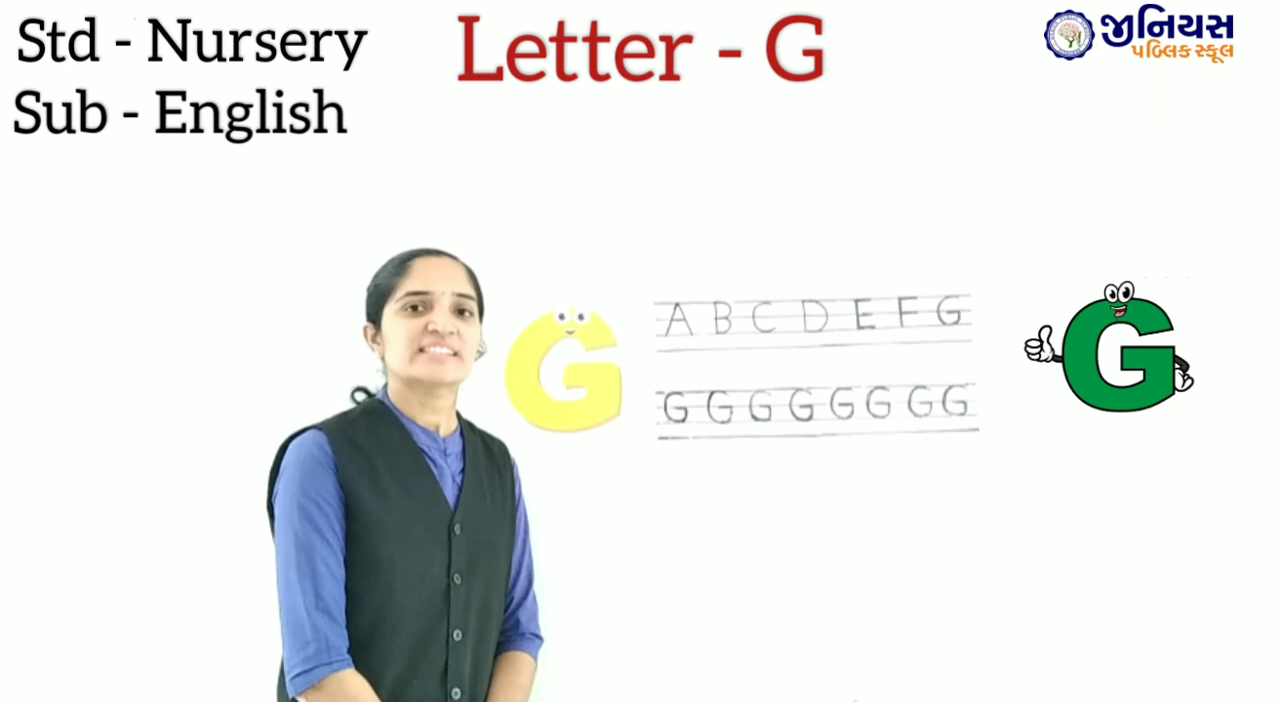 Std - Nursery
Sub - English
Letter - G
જીનિયસ
પબ્લિક સ્કૂલ
G
A B C D E F G
G G G G G G G G
G